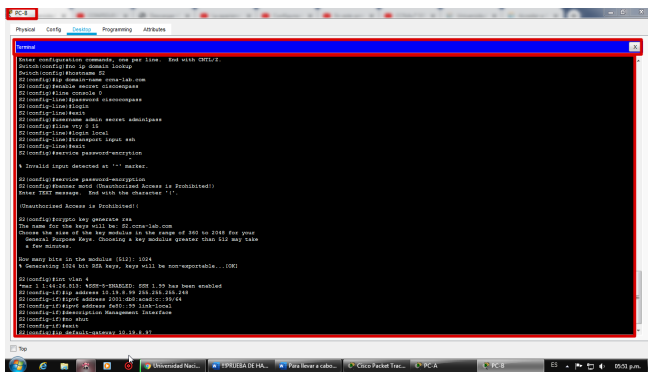 PC-B
Physical Config Desktop Programming Attributes
Terminal
X
Enter configuration commands, one per line. End with CNTL/Z.
Switch(config)#no ip domain lookup
Switch(config)#hostname S2
S2(config)#ip domain-name ccna-lab.com
S2(config)#enable secret ciscoenpass
S2(config)#line console 0
S2(config-line)#password ciscoconpass
S2(config-line)#login
S2(config-line)#exit
S2(config)#username admin secret admin1pass
S2(config)#line vty 0 15
S2(config-line)#login local
S2(config-line)#transport input ssh
S2(config-line)#exit
S2(config)#service password-encrytion
^
% Invalid input detected at '^' marker.
S2(config)#service password-encryption
S2(config)#banner motd (Unauthorized Access is Prohibited!)
Enter TEXT message. End with the character '('.
(Unauthorized Access is Prohibited!(
S2(config)#crypto key generate rsa
The name for the keys will be: S2.ccna-lab.com
Choose the size of the key modulus in the range of 360 to 2048 for your
General Purpose Keys. Choosing a key modulus greater than 512 may take
a few minutes.
How many bits in the modulus [512]: 1024
% Generating 1024 bit RSA keys, keys will be non-exportable...[OK]
S2(config)#int vlan 4
*mar 1 1:44:26.813: %SSH-5-ENABLED: SSH 1.99 has been enabled
S2(config-if)#ip address 10.19.8.99 255.255.255.248
S2(config-if)#ipv6 address 2001:db8:acad:c::99/64
S2(config-if)#ipv6 address fe80::99 link-local
S2(config-if)#description Management Interface
S2(config-if)#no shut
S2(config-if)#exit
S2(config)#ip default-gateway 10.19.8.97
Top
Universidad Naci... EPRUEBA DE HA... Para llevar a cabo... Cisco Packet Trac... PC-A PC-B ES 05:51 p.m.